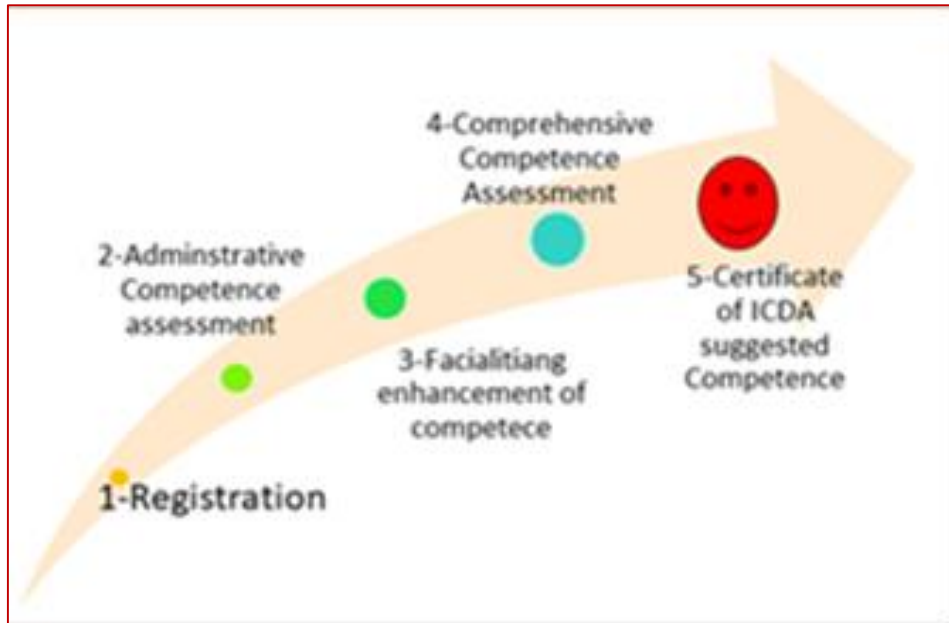 1-Registration
2-Adminstrative
Competence
assessment
3-Facialitiang
enhancement of
competece
4-Comprehensive
Competence
Assessment
5-Certificate
of ICDA
suggested
Competence